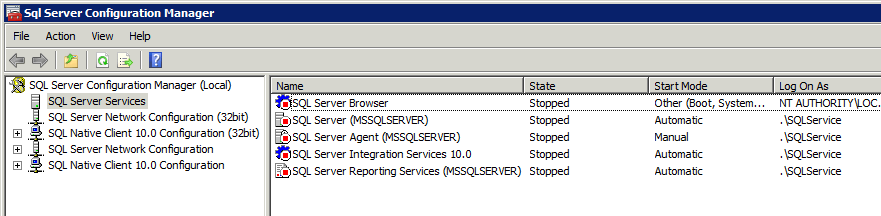 Sql Server Configuration Manager
File Action View Help
SQL Server Configuration Manager (Local)
SQL Server Services
SQL Server Network Configuration (32bit)
SQL Native Client 10.0 Configuration (32bit)
SQL Server Network Configuration
SQL Native Client 10.0 Configuration
Name State Start Mode Log On As
SQL Server Browser Stopped Other (Boot, System... NT AUTHORITY\LOC.
SQL Server (MSSQLSERVER) Stopped Automatic .\SQLService
SQL Server Agent (MSSQLSERVER) Stopped Manual .\SQLService
SQL Server Integration Services 10.0 Stopped Automatic .\SQLService
SQL Server Reporting Services (MSSQLSERVER) Stopped Automatic .\SQLService